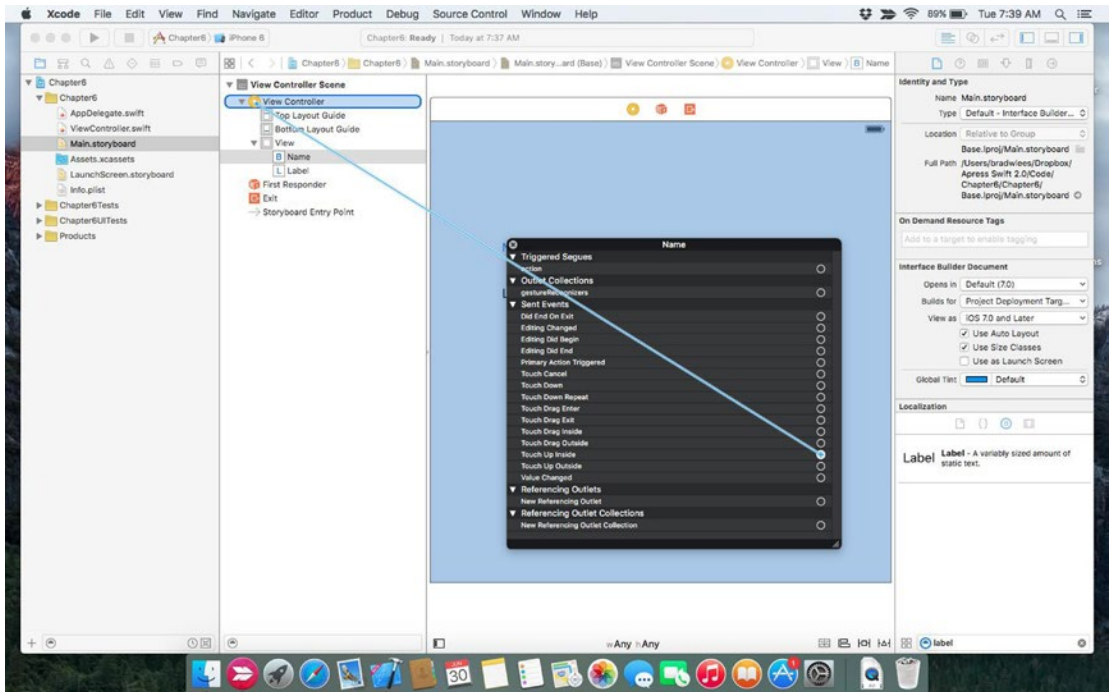 Xcode File Edit View Find Navigate Editor Product Debug Source Control Window Help 89% Tue 7:39 AM
Chapter6 iPhone 6 Chapter6: Ready | Today at 7:37 AM
Chapter6 Chapter6 Main.storyboard Main.story...ard (Base) View Controller Scene View Controller View B Name
Chapter6
Chapter6
AppDelegate.swift
ViewController.swift
Main.storyboard
Assets.xcassets
LaunchScreen.storyboard
Info.plist
Chapter6Tests
Chapter6UITests
Products
View Controller Scene
View Controller
Top Layout Guide
Bottom Layout Guide
View
B Name
L Label
First Responder
Exit
Storyboard Entry Point
Name
Triggered Segues
action
Outlet Collections
gestureRecognizers
Sent Events
Did End On Exit
Editing Changed
Editing Did Begin
Editing Did End
Primary Action Triggered
Touch Cancel
Touch Down
Touch Down Repeat
Touch Drag Enter
Touch Drag Exit
Touch Drag Inside
Touch Drag Outside
Touch Up Inside
Touch Up Outside
Value Changed
Referencing Outlets
New Referencing Outlet
Referencing Outlet Collections
New Referencing Outlet Collection
wAny hAny
Identity and Type
Name Main.storyboard
Type Default - Interface Builder...
Location Relative to Group
Base.lproj/Main.storyboard
Full Path /Users/bradwlees/Dropbox/
Apress Swift 2.0/Code/
Chapter6/Chapter6/
Base.lproj/Main.storyboard
On Demand Resource Tags
Add to a target to enable tagging
Interface Builder Document
Opens in Default (7.0)
Builds for Project Deployment Targ...
View as iOS 7.0 and Later
Use Auto Layout
Use Size Classes
Use as Launch Screen
Global Tint Default
Localization
Label Label - A variably sized amount of
static text.
label
JUN
30
1